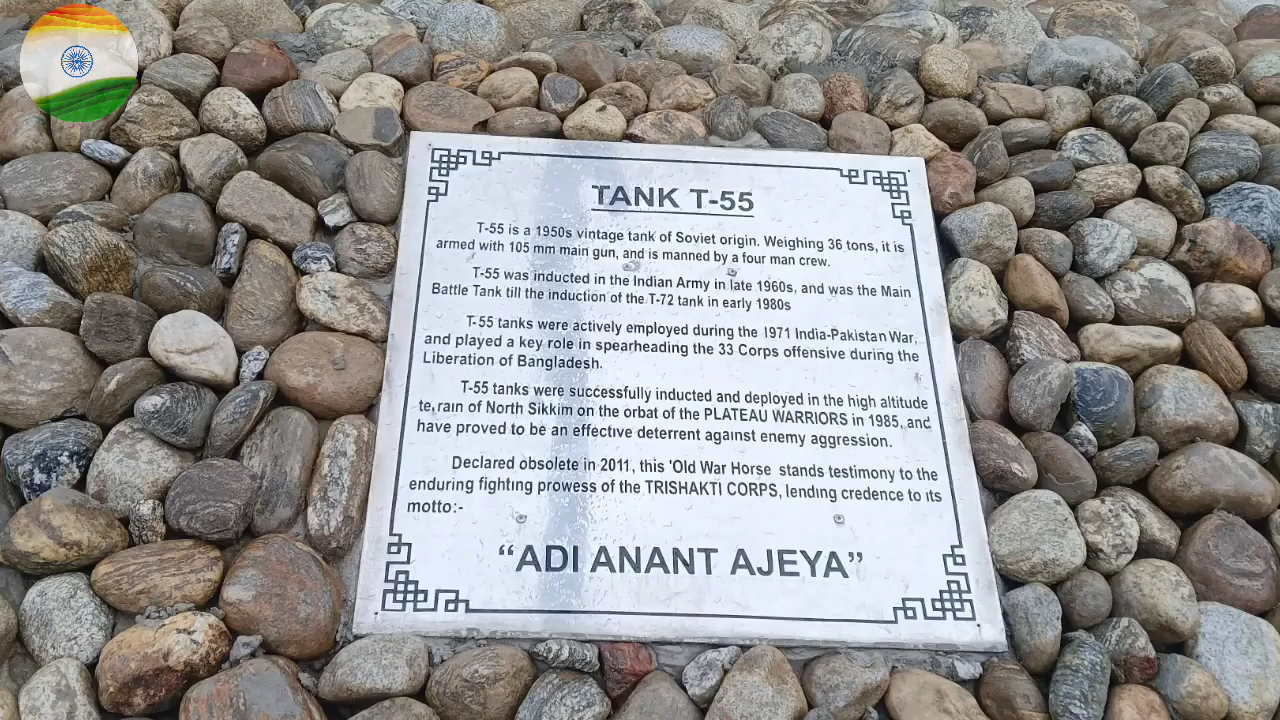 TANK T-55
T-55 is a 1950s vintage tank of Soviet origin. Weighing 36 tons, it is
armed with 105 mm main gun, and is manned by a four man crew.
T-55 was inducted in the Indian Army in late 1960s, and was the Main
Battle Tank till the induction of the T-72 tank in early 1980s
T-55 tanks were actively employed during the 1971 India-Pakistan War,
and played a key role in spearheading the 33 Corps offensive during the
Liberation of Bangladesh.
T-55 tanks were successfully inducted and deployed in the high altitude
terrain of North Sikkim on the orbat of the PLATEAU WARRIORS in 1985, and
have proved to be an effective deterrent against enemy aggression.
Declared obsolete in 2011, this 'Old War Horse stands testimony to the
enduring fighting prowess of the TRISHAKTI CORPS, lending credence to its
motto:-
“ADI ANANT AJEYA”